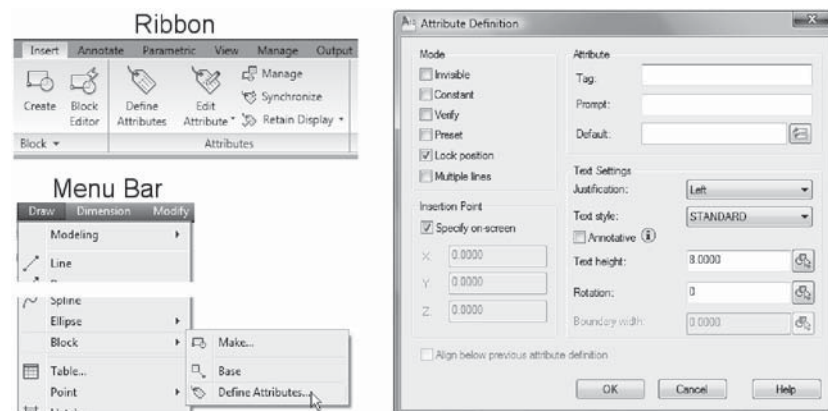 Ribbon
Insert Annotate Parametric View Manage Output
Create
Block Editor
Define Attributes
Edit Attribute
Manage
Synchronize
Retain Display
Block
Attributes
Menu Bar
Draw Dimension Modify
Modeling
Line
Spline
Ellipse
Block
Table...
Point
Make...
Base
Define Attributes...
Attribute Definition
Mode
Invisible
Constant
Verify
Preset
Lock position
Multiple lines
Insertion Point
Specify on-screen
X: 0.0000
Y: 0.0000
Z: 0.0000
Attribute
Tag:
Prompt:
Default:
Text Settings
Justification: Left
Text style: STANDARD
Annotative
Text height: 8.0000
Rotation: 0
Boundary width: 0.0000
Align below previous attribute definition
OK Cancel Help